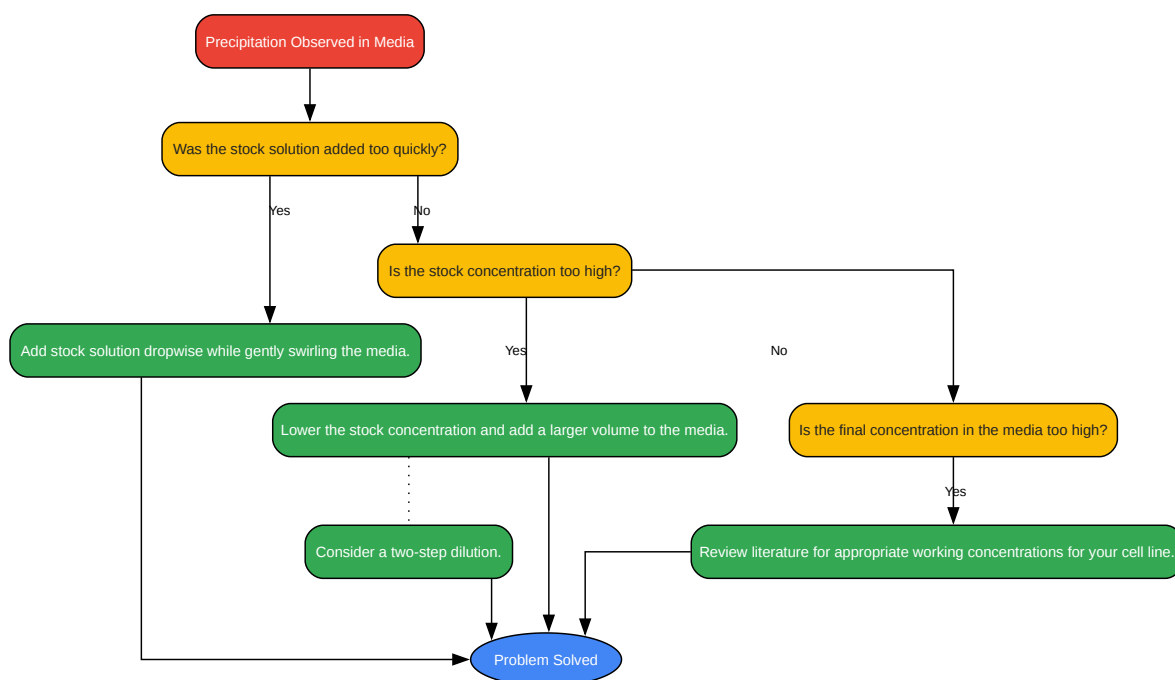 Precipitation Observed in Media
Was the stock solution added too quickly?
Yes
No
Is the stock concentration too high?
Add stock solution dropwise while gently swirling the media.
Yes
No
Lower the stock concentration and add a larger volume to the media.
Is the final concentration in the media too high?
Yes
Consider a two-step dilution.
Review literature for appropriate working concentrations for your cell line.
Problem Solved